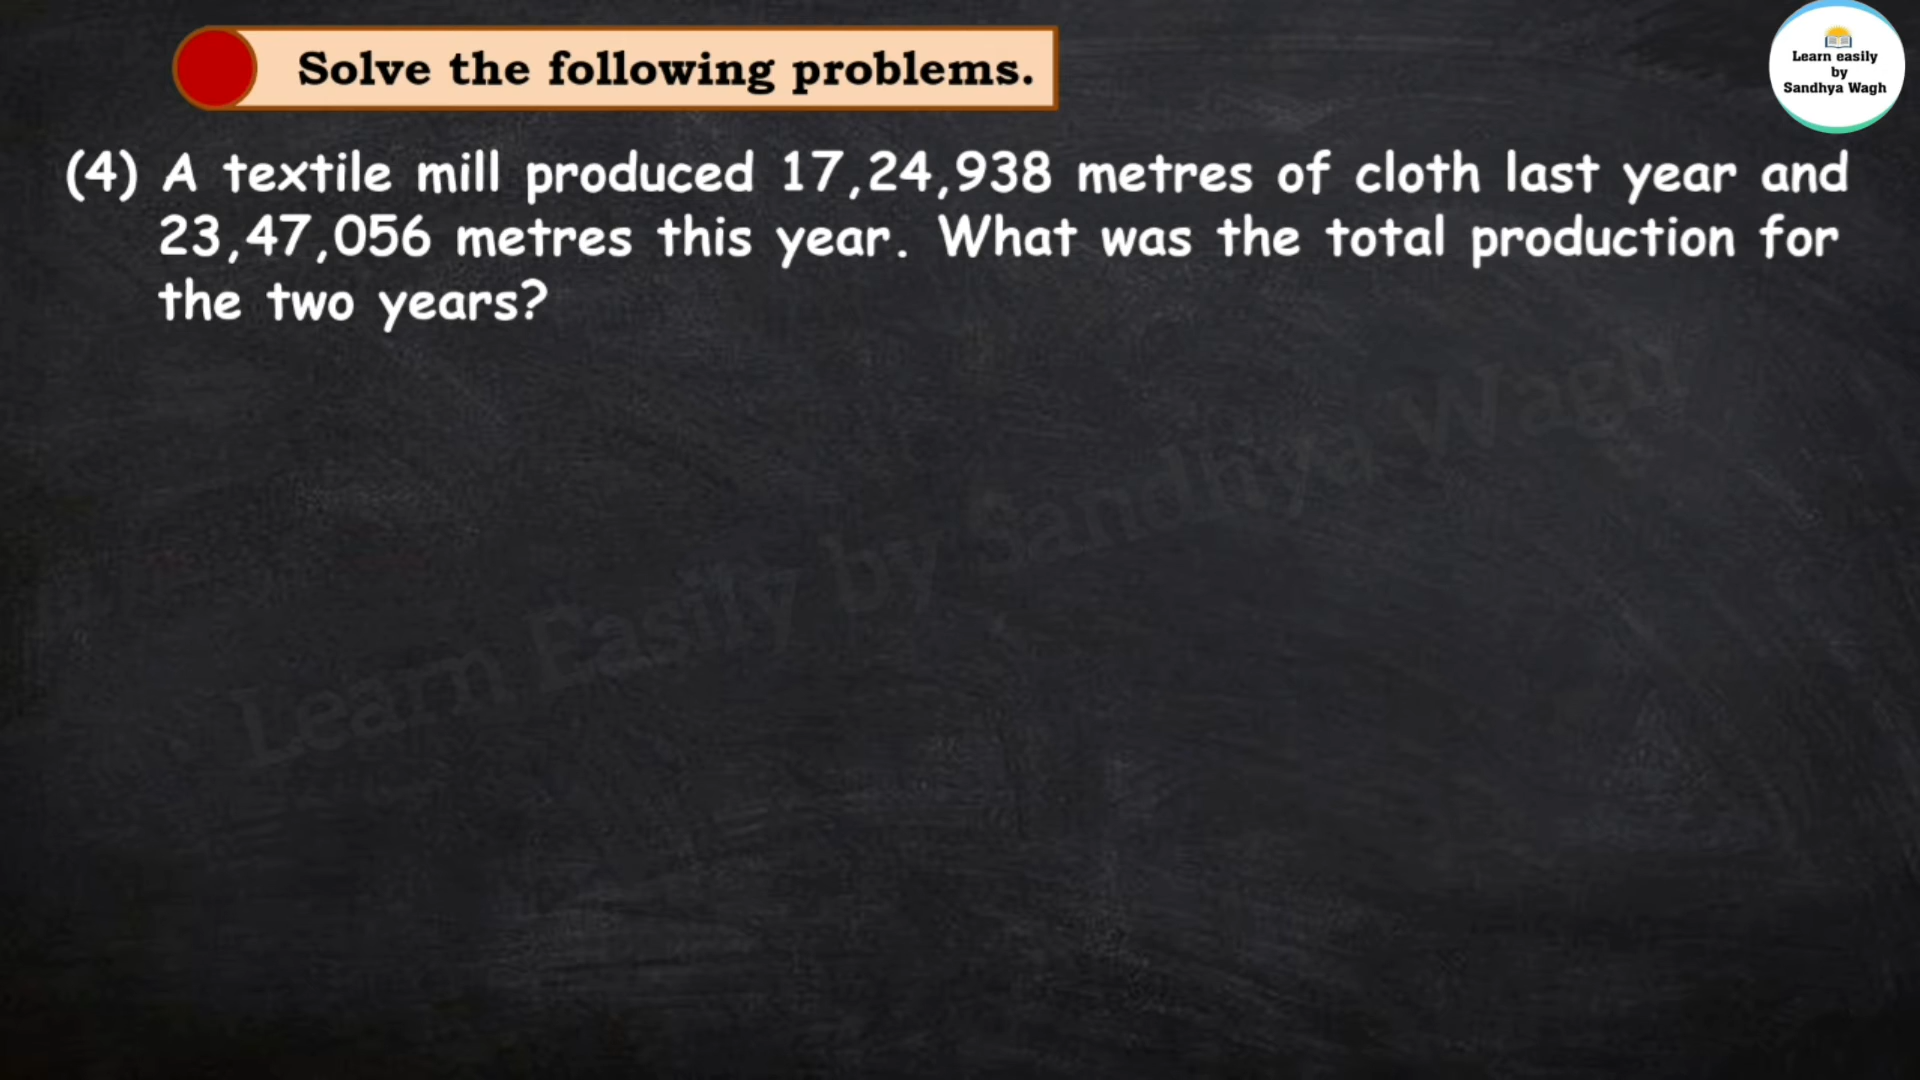 Solve the following problems.
Learn easily
by
Sandhya Wagh
(4) A textile mill produced 17,24,938 metres of cloth last year and
23,47,056 metres this year. What was the total production for
the two years?
Learn Easily by Sandhya Wagh